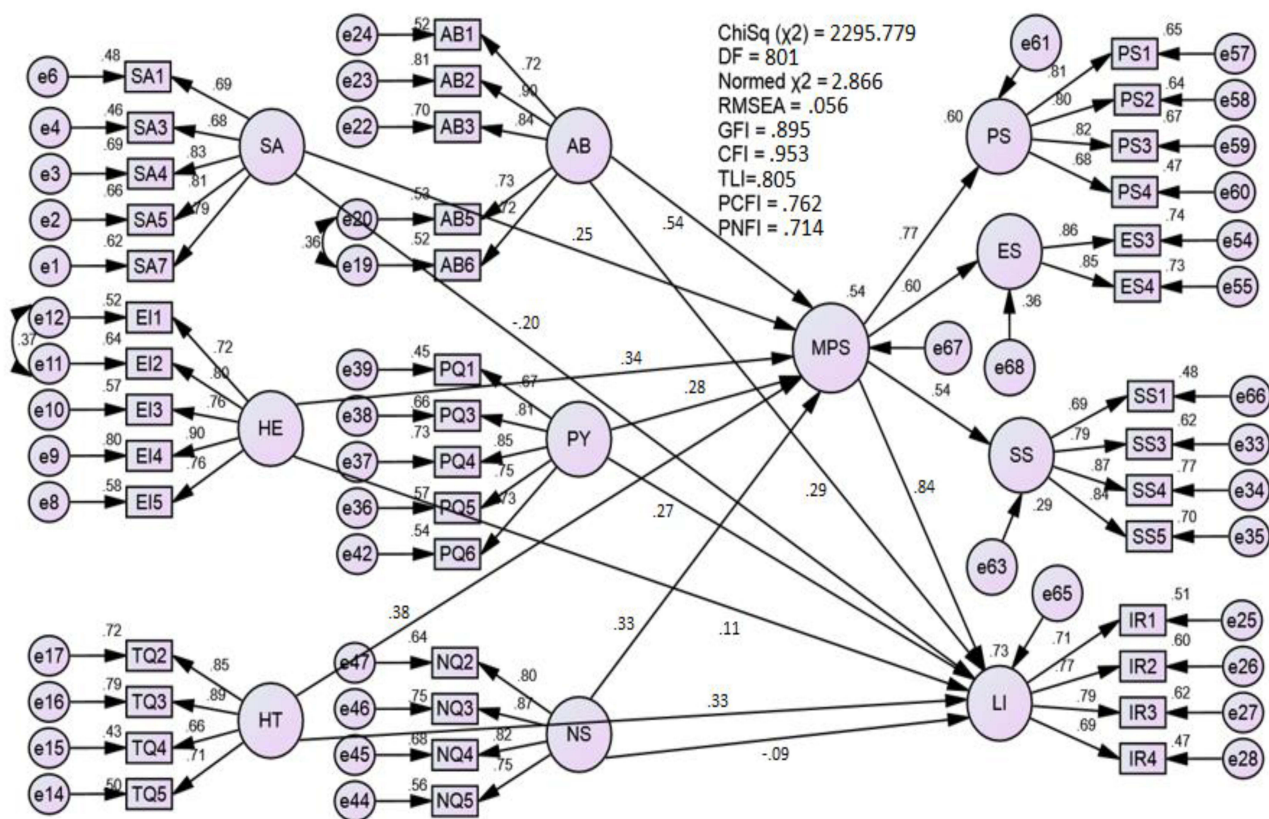 ChiSq (χ2) = 2295.779
DF = 801
Normed χ2 = 2.866
RMSEA = .056
GFI = .895
CFI = .953
TLI=.805
PCFI = .762
PNFI = .714
e6 .48 SA1 .69
e4 .46 SA3 .68
e3 .69 SA4 .83
e2 .66 SA5 .81
e1 .62 SA7 .79
SA
e12 .52 EI1 .72
.37
e11 .64 EI2 .80
e10 .57 EI3 .76
e9 .80 EI4 .90
e8 .58 EI5 .76
HE
e17 .72 TQ2 .85
e16 .79 TQ3 .89
e15 .43 TQ4 .66
e14 .50 TQ5 .71
HT
e24 .52 AB1 .72
e23 .81 AB2 .90
e22 .70 AB3 .84
e20 .53 AB5 .73
.36
e19 .52 AB6 .72
AB
e39 .45 PQ1 .67
e38 .66 PQ3 .81
e37 .73 PQ4 .85
e36 .57 PQ5 .75
e42 .54 PQ6 .73
PY
e47 .64 NQ2 .80
e46 .75 NQ3 .87
e45 .68 NQ4 .82
e44 .56 NQ5 .75
NS
.54
.25
-.20
.34
.28
.29
.27
.38
.33
.11
.33
-.09
.54
MPS
e67
.77
.60
.54
.84
e61
.60
PS
.81 PS1 .65 e57
.80 PS2 .64 e58
.82 PS3 .67 e59
.68 PS4 .47 e60
ES
.86 ES3 .74 e54
.85 ES4 .73 e55
.36
e68
SS
.69 SS1 .48 e66
.79 SS3 .62 e33
.87 SS4 .77 e34
.84 SS5 .70 e35
.29
e63
e65
.73
LI
.71 IR1 .51 e25
.77 IR2 .60 e26
.79 IR3 .62 e27
.69 IR4 .47 e28